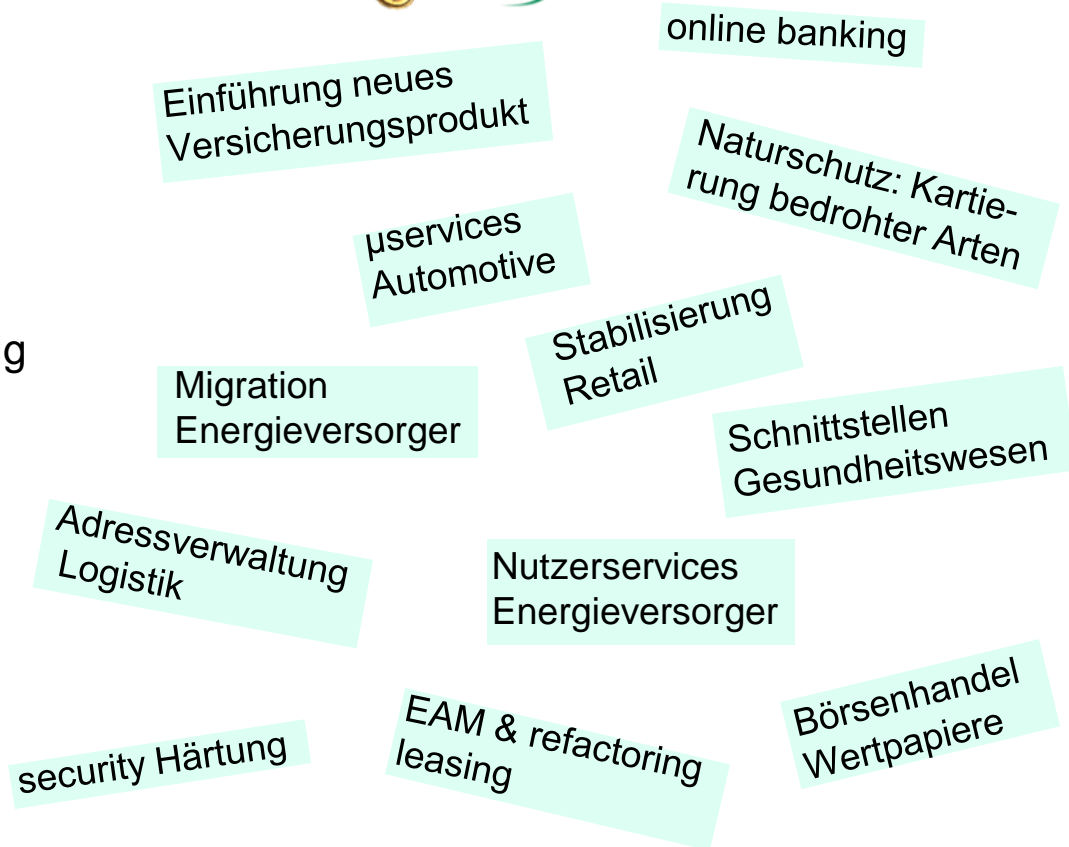 online banking
Einführung neues
Versicherungsprodukt
Naturschutz: Kartie-
rung bedrohter Arten
µservices
Automotive
Stabilisierung
Retail
g
Migration
Energieversorger
Schnittstellen
Gesundheitswesen
Adressverwaltung
Logistik
Nutzerservices
Energieversorger
Börsenhandel
Wertpapiere
EAM & refactoring
leasing
security Härtung